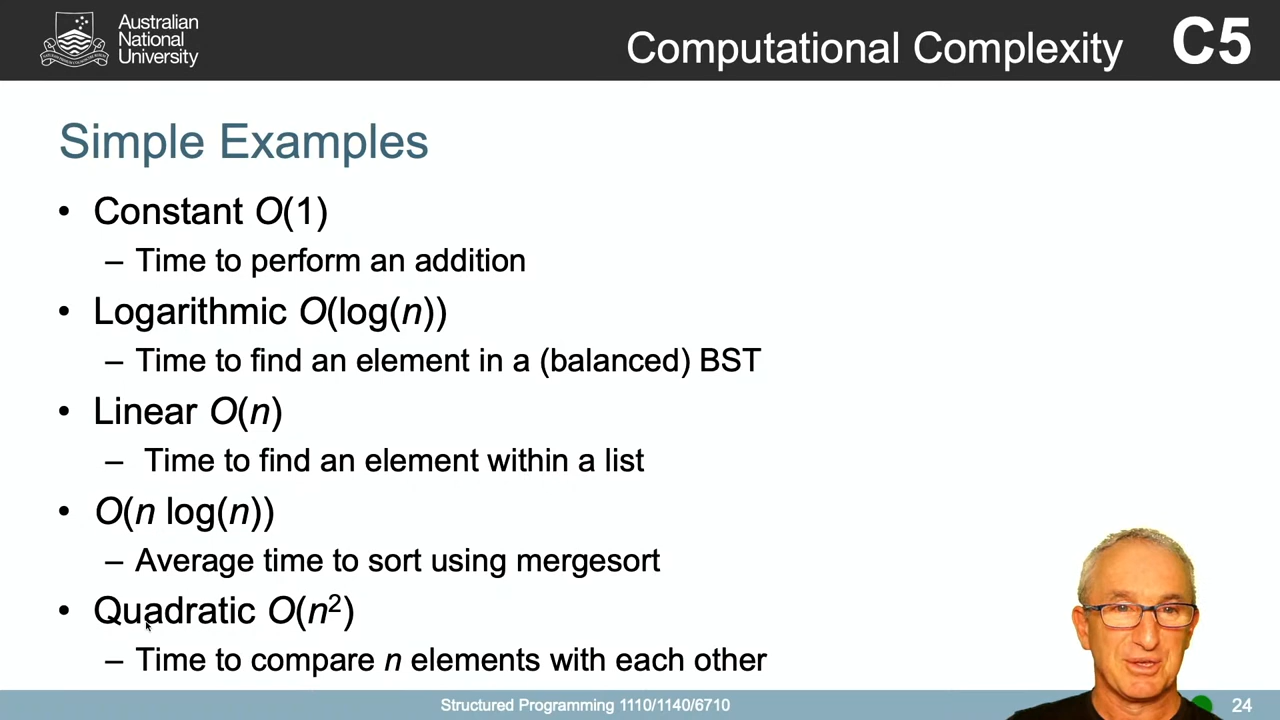 Australian
National
University
Computational Complexity C5
Simple Examples
• Constant O(1)
– Time to perform an addition
• Logarithmic O(log(n))
– Time to find an element in a (balanced) BST
• Linear O(n)
– Time to find an element within a list
• O(n log(n))
– Average time to sort using mergesort
• Quadratic O(n²)
– Time to compare n elements with each other
Structured Programming 1110/1140/6710
24